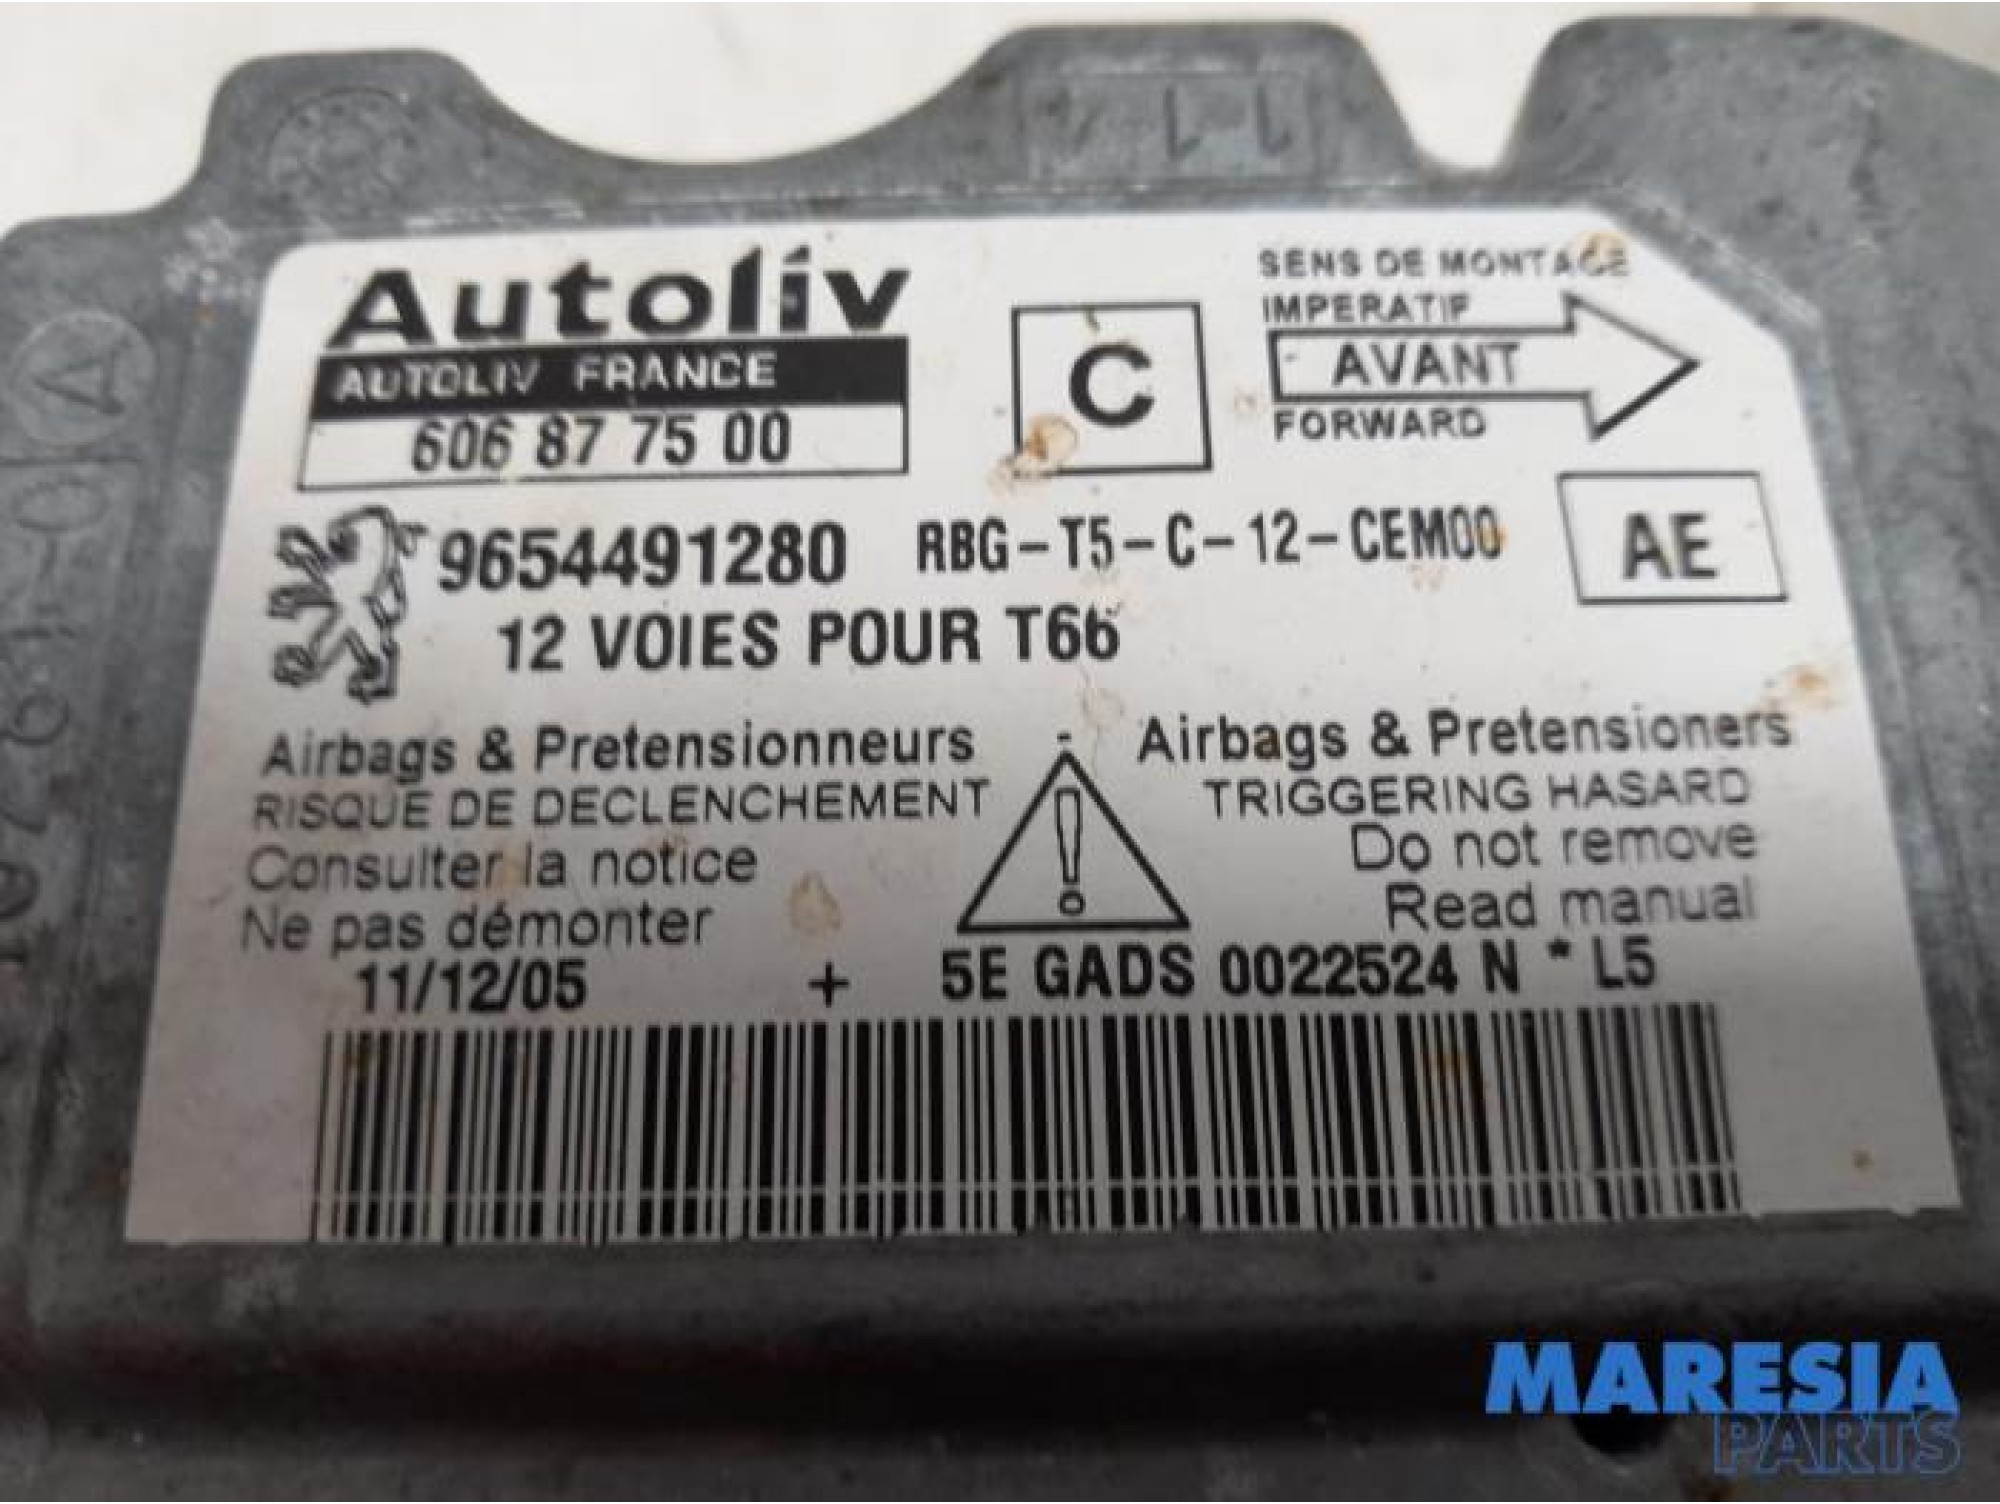 Autoliv
AUTOLIV FRANCE
606 87 75 00
C
SENS DE MONTAGE
IMPERATIF
AVANT
FORWARD
9654491280 RBG-T5-C-12-CEM00
AE
12 VOIES POUR T66
Airbags & Pretensionneurs
RISQUE DE DECLENCHEMENT
Consulter la notice
Ne pas démonter
Airbags & Pretensioners
TRIGGERING HASARD
Do not remove
Read manual
11/12/05 + 5E GADS 0022524 N * L5
MARESIA
PARTS